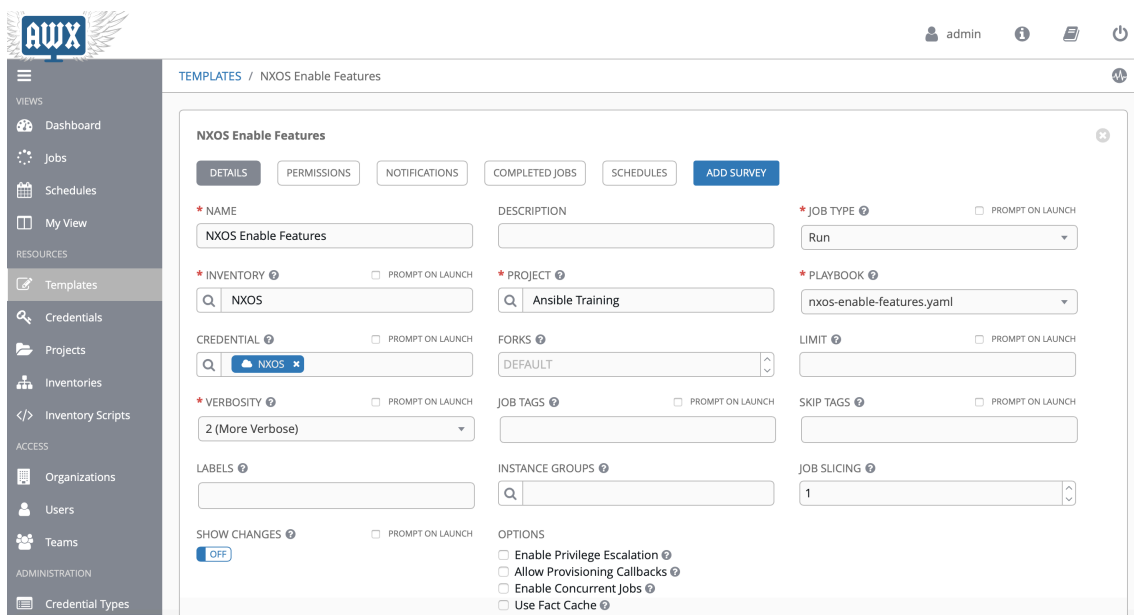 AWX
admin
TEMPLATES / NXOS Enable Features
VIEWS
Dashboard
Jobs
Schedules
My View
RESOURCES
Templates
Credentials
Projects
Inventories
Inventory Scripts
ACCESS
Organizations
Users
Teams
ADMINISTRATION
Credential Types
NXOS Enable Features
DETAILS PERMISSIONS NOTIFICATIONS COMPLETED JOBS SCHEDULES ADD SURVEY
* NAME
NXOS Enable Features
DESCRIPTION
* JOB TYPE PROMPT ON LAUNCH
Run
* INVENTORY PROMPT ON LAUNCH
NXOS
* PROJECT
Ansible Training
* PLAYBOOK
nxos-enable-features.yaml
CREDENTIAL PROMPT ON LAUNCH
NXOS
FORKS
DEFAULT
LIMIT PROMPT ON LAUNCH
* VERBOSITY PROMPT ON LAUNCH
2 (More Verbose)
JOB TAGS PROMPT ON LAUNCH
SKIP TAGS PROMPT ON LAUNCH
LABELS
INSTANCE GROUPS
JOB SLICING
1
SHOW CHANGES PROMPT ON LAUNCH
OFF
OPTIONS
Enable Privilege Escalation
Allow Provisioning Callbacks
Enable Concurrent Jobs
Use Fact Cache